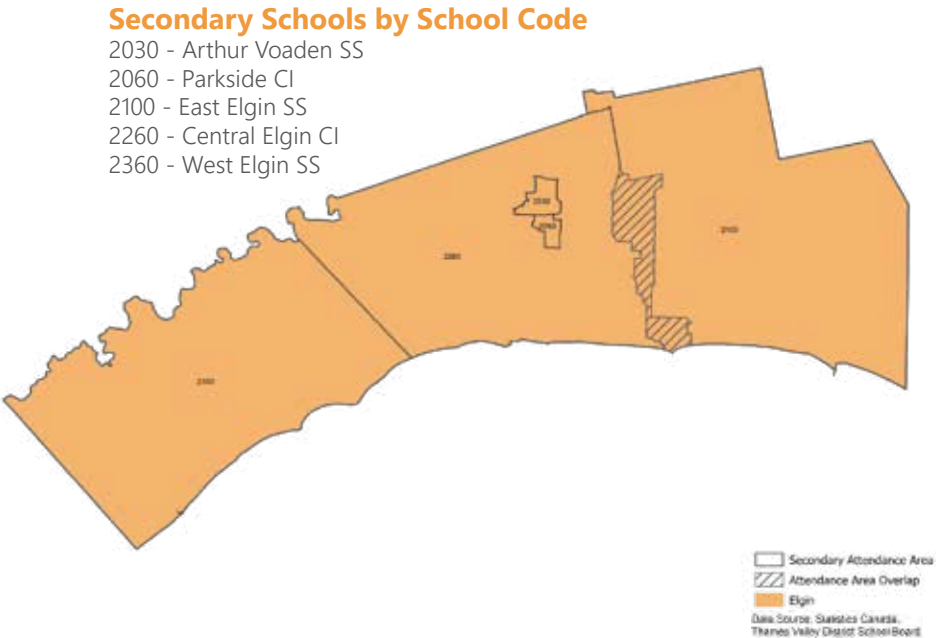 Secondary Schools by School Code
2030 - Arthur Voaden SS
2060 - Parkside CI
2100 - East Elgin SS
2260 - Central Elgin CI
2360 - West Elgin SS
2030
2060
2100
2260
2360
Secondary Attendance Area
Attendance Area Overlap
Elgin
Data Source: Statistics Canada,
Thames Valley District School Board